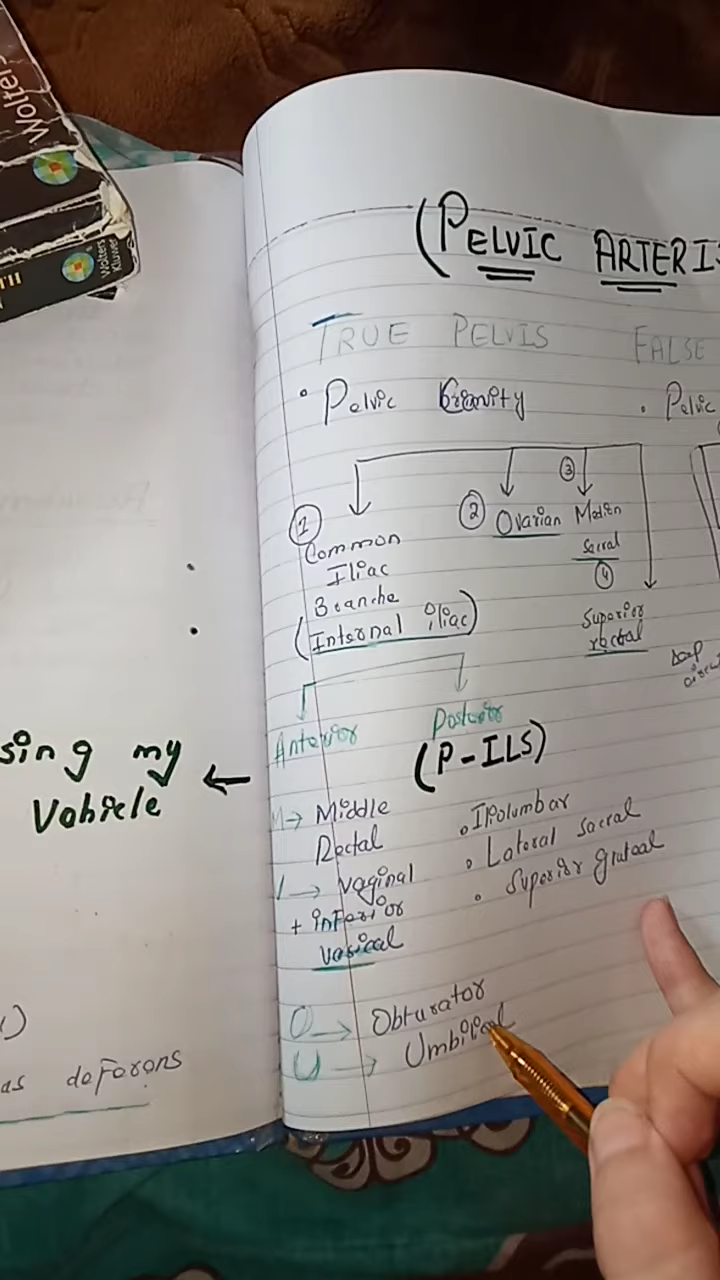 Wolters
Wolters
Kluwer
(PELVIC ARTERI
TRUE PELVIS FALSE
• Pelvic Cranity . Pelvic
③
① ② Ovarian Median
Common sacral
Iliac ④
Branche Superior
(Internal iliac) rectal
Deep
Anterior Posterior
(P-ILS)
sing my ←
Vehicle
M→ Middle • Iliolumbar
Rectal • Lateral sacral
V→ Vaginal • Superior gluteal
+ inferior
vesical
O→ Obturator
U→ Umbilical
as deferens